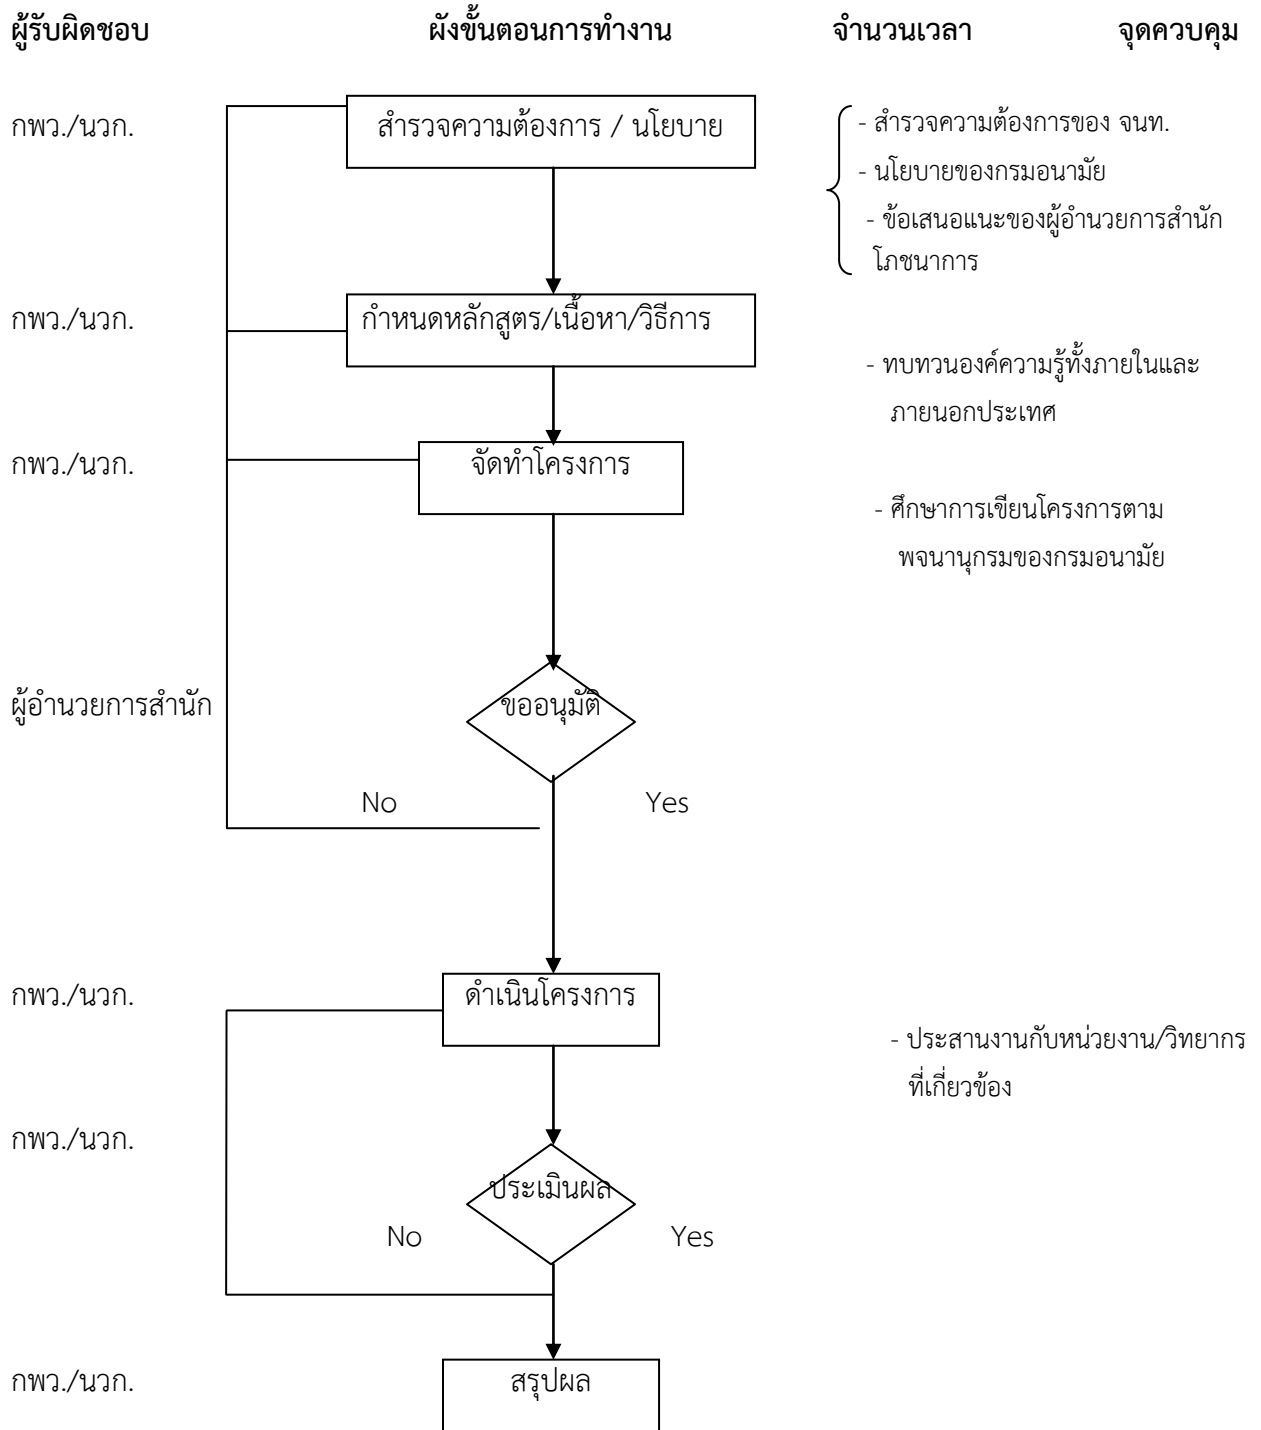 ผู้รับผิดชอบ ผังขั้นตอนการทำงาน จำนวนเวลา จุดควบคุม
กพว./นวก. สำรวจความต้องการ / นโยบาย - สำรวจความต้องการของ จนท.
- นโยบายของกรมอนามัย
- ข้อเสนอแนะของผู้อำนวยการสำนัก
โภชนาการ
กพว./นวก. กำหนดหลักสูตร/เนื้อหา/วิธีการ
- ทบทวนองค์ความรู้ทั้งภายในและ
ภายนอกประเทศ
กพว./นวก. จัดทำโครงการ
- ศึกษาการเขียนโครงการตาม
พจนานุกรมของกรมอนามัย
ผู้อำนวยการสำนัก ขออนุมัติ
No Yes
กพว./นวก. ดำเนินโครงการ
- ประสานงานกับหน่วยงาน/วิทยากร
ที่เกี่ยวข้อง
กพว./นวก.
ประเมินผล
No Yes
กพว./นวก. สรุปผล